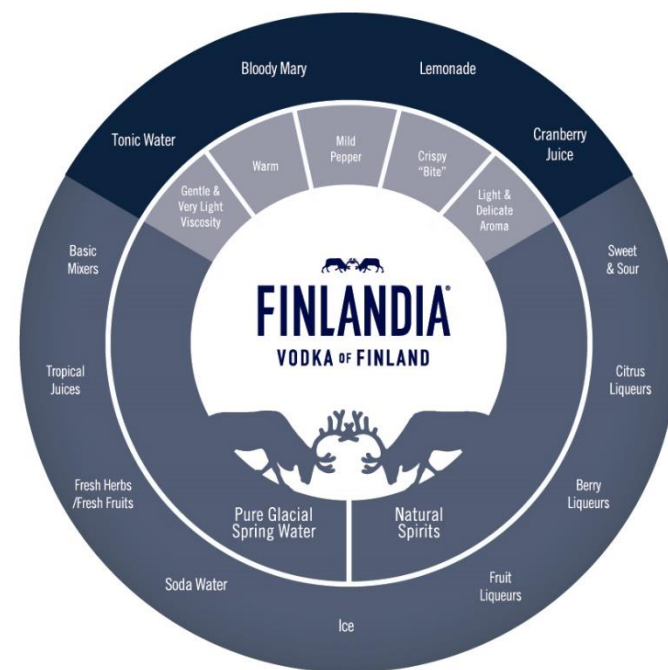 Bloody Mary
Lemonade
Tonic Water
Cranberry
Juice
Gentle &
Very Light
Viscosity
Warm
Mild
Pepper
Crispy
"Bite"
Light &
Delicate
Aroma
Basic
Mixers
Sweet
& Sour
FINLANDIA®
VODKA OF FINLAND
Tropical
Juices
Citrus
Liqueurs
Fresh Herbs
/Fresh Fruits
Berry
Liqueurs
Pure Glacial
Spring Water
Natural
Spirits
Soda Water
Fruit
Liqueurs
Ice